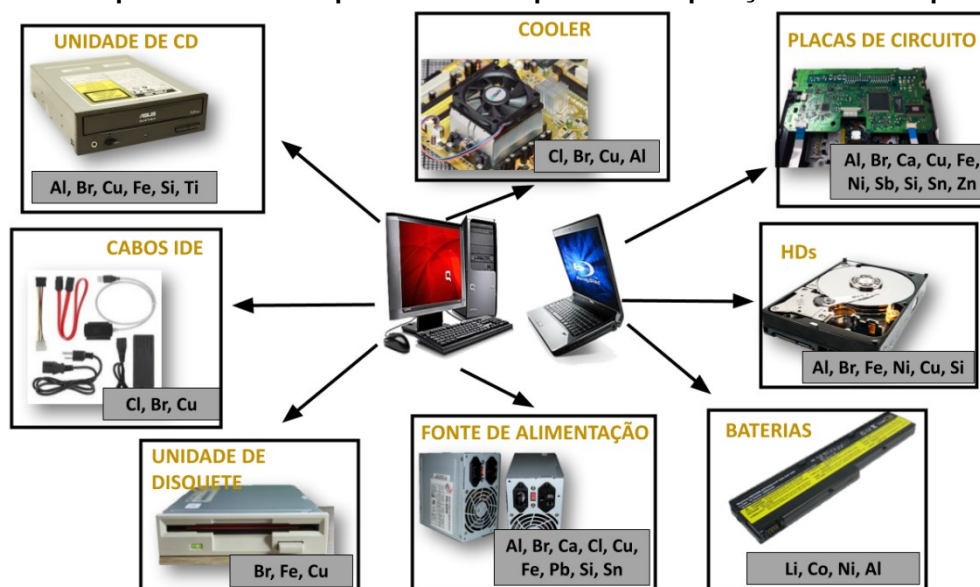 UNIDADE DE CD
Al, Br, Cu, Fe, Si, Ti
COOLER
Cl, Br, Cu, Al
PLACAS DE CIRCUITO
Al, Br, Ca, Cu, Fe,
Ni, Sb, Si, Sn, Zn
CABOS IDE
Cl, Br, Cu
HDs
Al, Br, Fe, Ni, Cu, Si
UNIDADE DE
DISQUETE
Br, Fe, Cu
FONTE DE ALIMENTAÇÃO
Al, Br, Ca, Cl, Cu,
Fe, Pb, Si, Sn
BATERIAS
Li, Co, Ni, Al